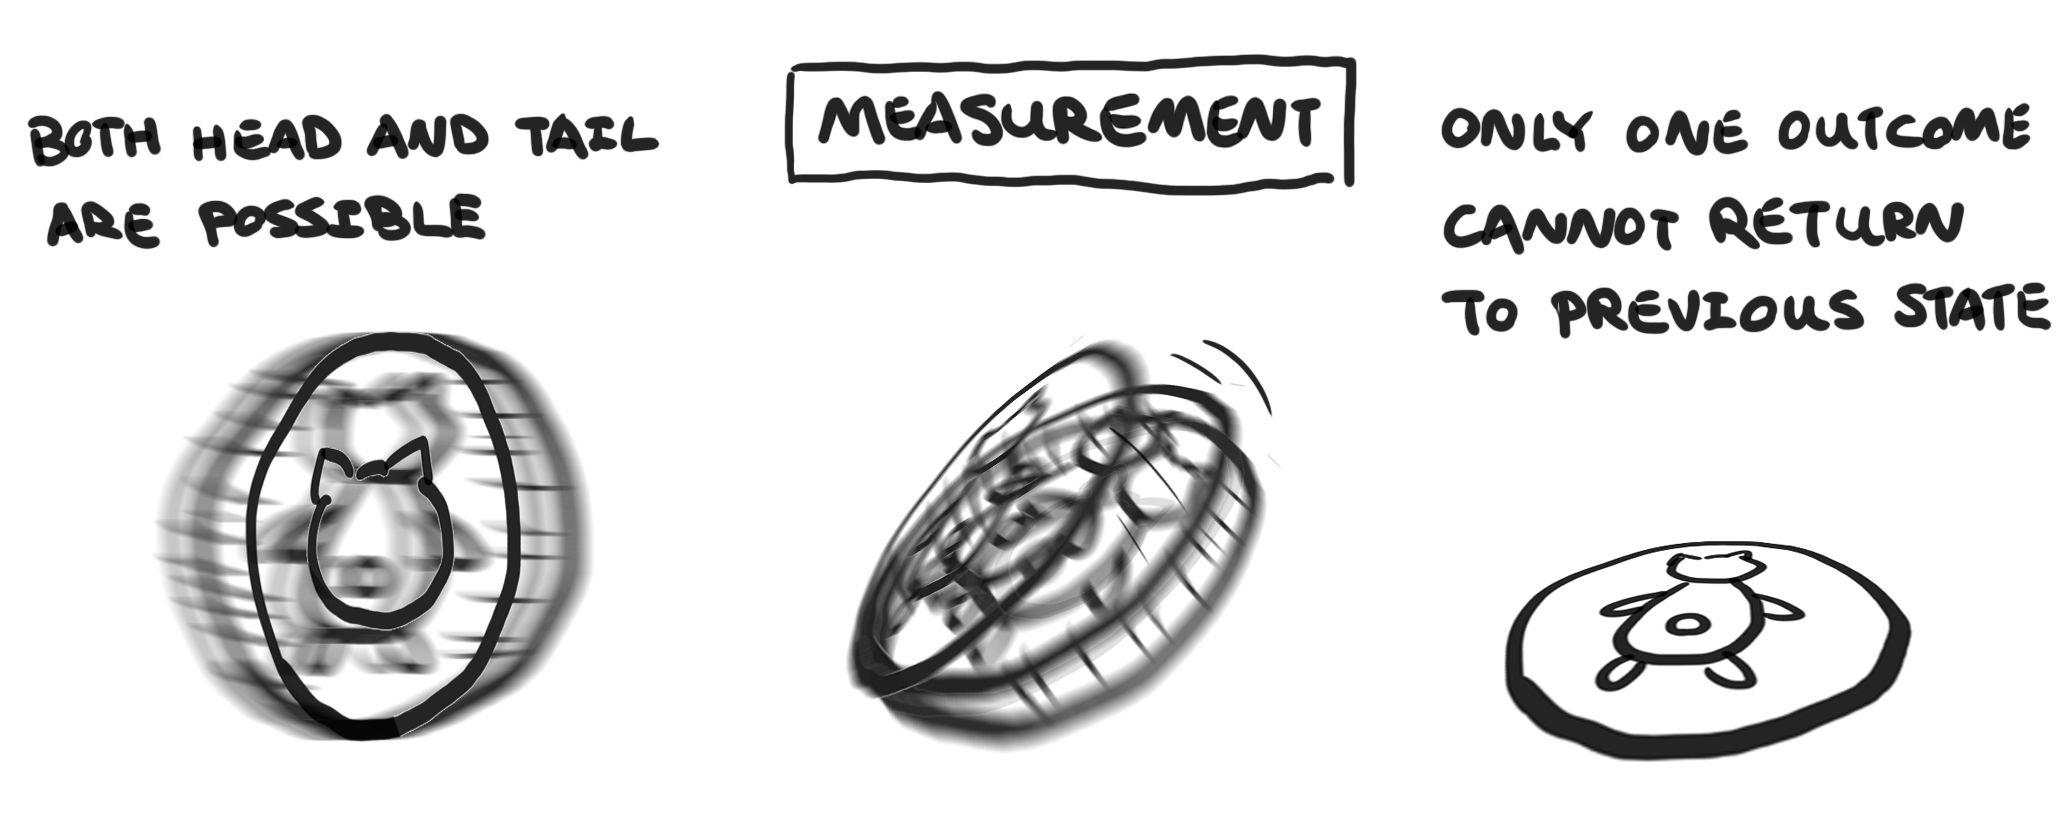 BOTH HEAD AND TAIL
ARE POSSIBLE
MEASUREMENT
ONLY ONE OUTCOME
CANNOT RETURN
TO PREVIOUS STATE